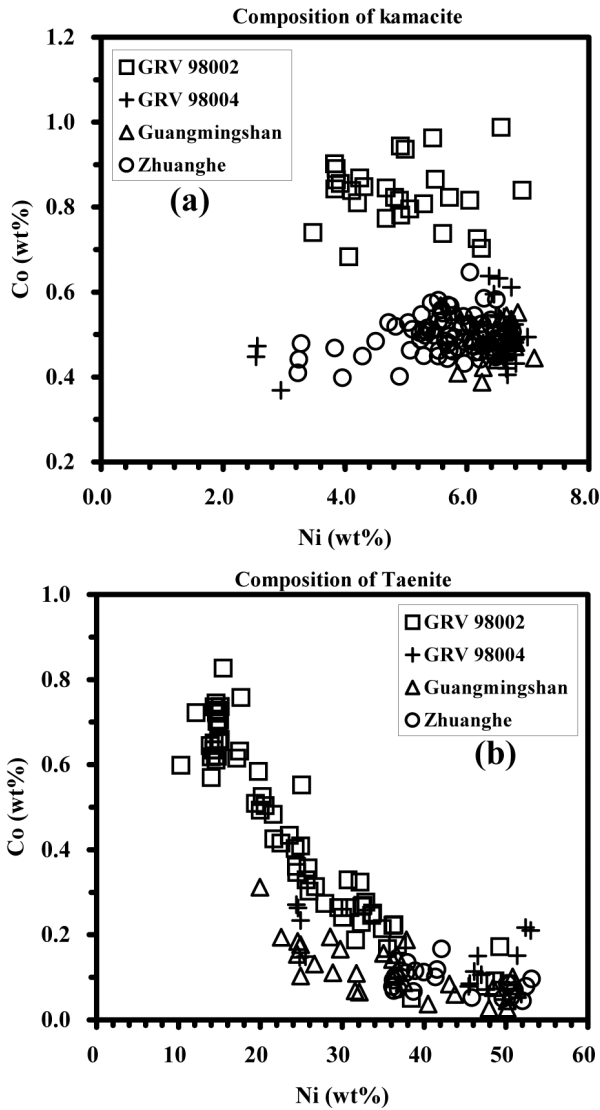 Composition of kamacite
1.2
1.0
0.8
0.6
0.4
0.2
Co (wt%)
GRV 98002
GRV 98004
Guangmingshan
Zhuanghe
(a)
0.0
2.0
4.0
6.0
8.0
Ni (wt%)
Composition of Taenite
1.0
0.8
0.6
0.4
0.2
0.0
Co (wt%)
GRV 98002
GRV 98004
Guangmingshan
Zhuanghe
(b)
0
10
20
30
40
50
60
Ni (wt%)